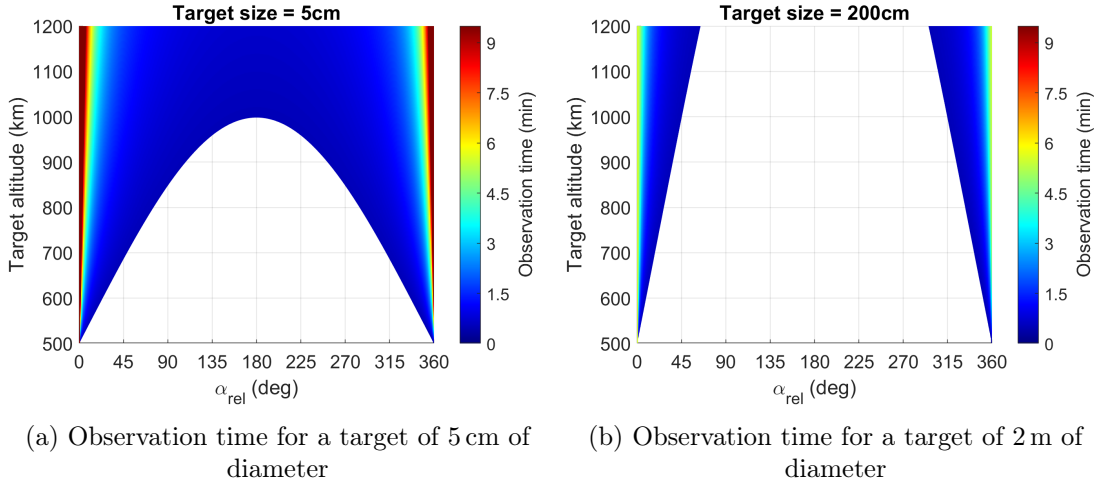 Target size = 5cm
Target altitude (km)
1200
1100
1000
900
800
700
600
500
0 45 90 135 180 225 270 315 360
α_rel (deg)
9
7.5
6
4.5
3
1.5
0
Observation time (min)
(a) Observation time for a target of 5 cm of
diameter
Target size = 200cm
Target altitude (km)
1200
1100
1000
900
800
700
600
500
0 45 90 135 180 225 270 315 360
α_rel (deg)
9
7.5
6
4.5
3
1.5
0
Observation time (min)
(b) Observation time for a target of 2 m of
diameter